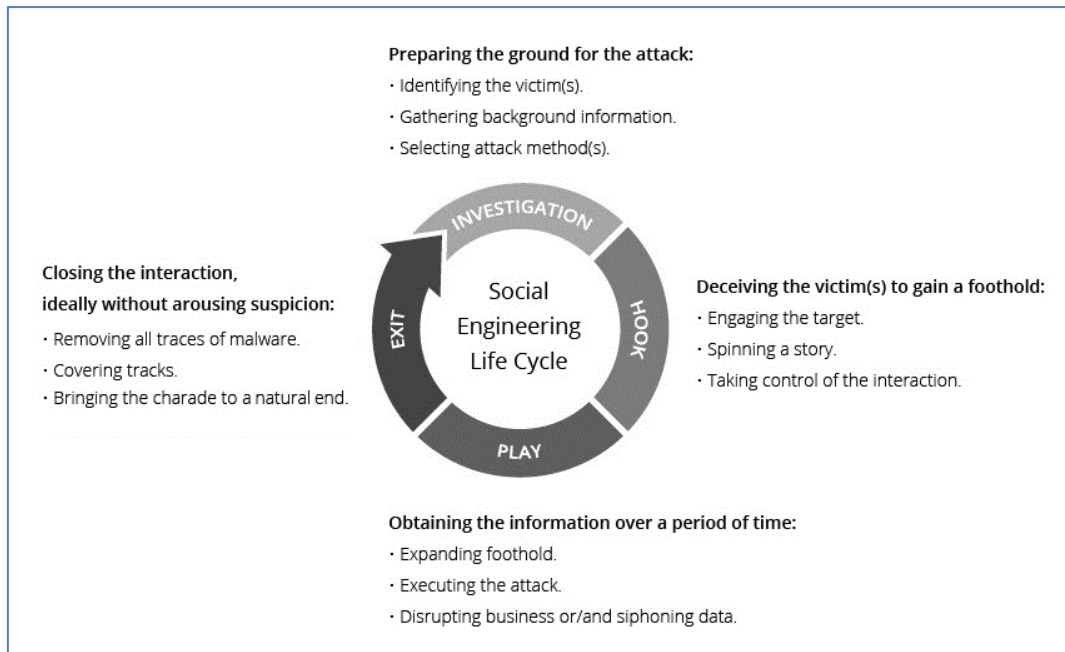 Preparing the ground for the attack:
· Identifying the victim(s).
· Gathering background information.
· Selecting attack method(s).
INVESTIGATION
HOOK
PLAY
EXIT
Social
Engineering
Life Cycle
Deceiving the victim(s) to gain a foothold:
· Engaging the target.
· Spinning a story.
· Taking control of the interaction.
Obtaining the information over a period of time:
· Expanding foothold.
· Executing the attack.
· Disrupting business or/and siphoning data.
Closing the interaction,
ideally without arousing suspicion:
· Removing all traces of malware.
· Covering tracks.
· Bringing the charade to a natural end.